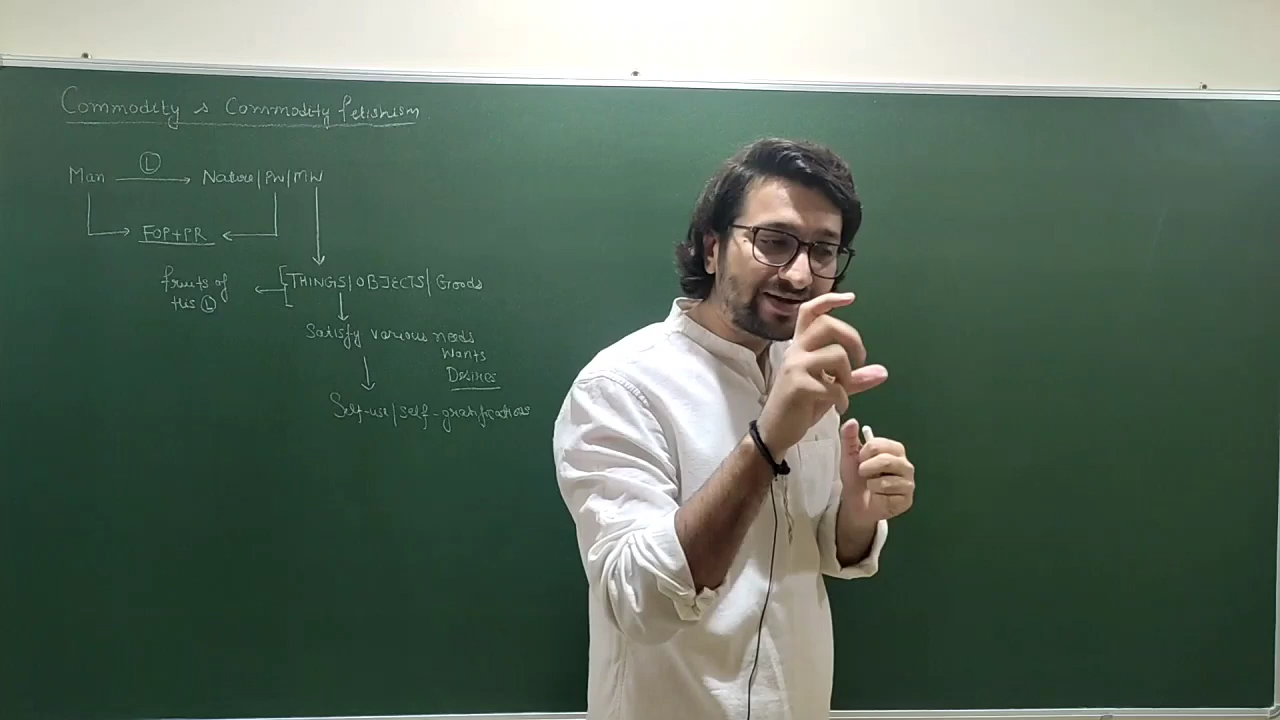 Commodity & Commodity fetishism
L
Man → Nature/PW/MW
FOP+PR
fruits of [THINGS/OBJECTS/Goods
this L
Satisfy various needs
Wants
Desires
Self-use/self-gratifications